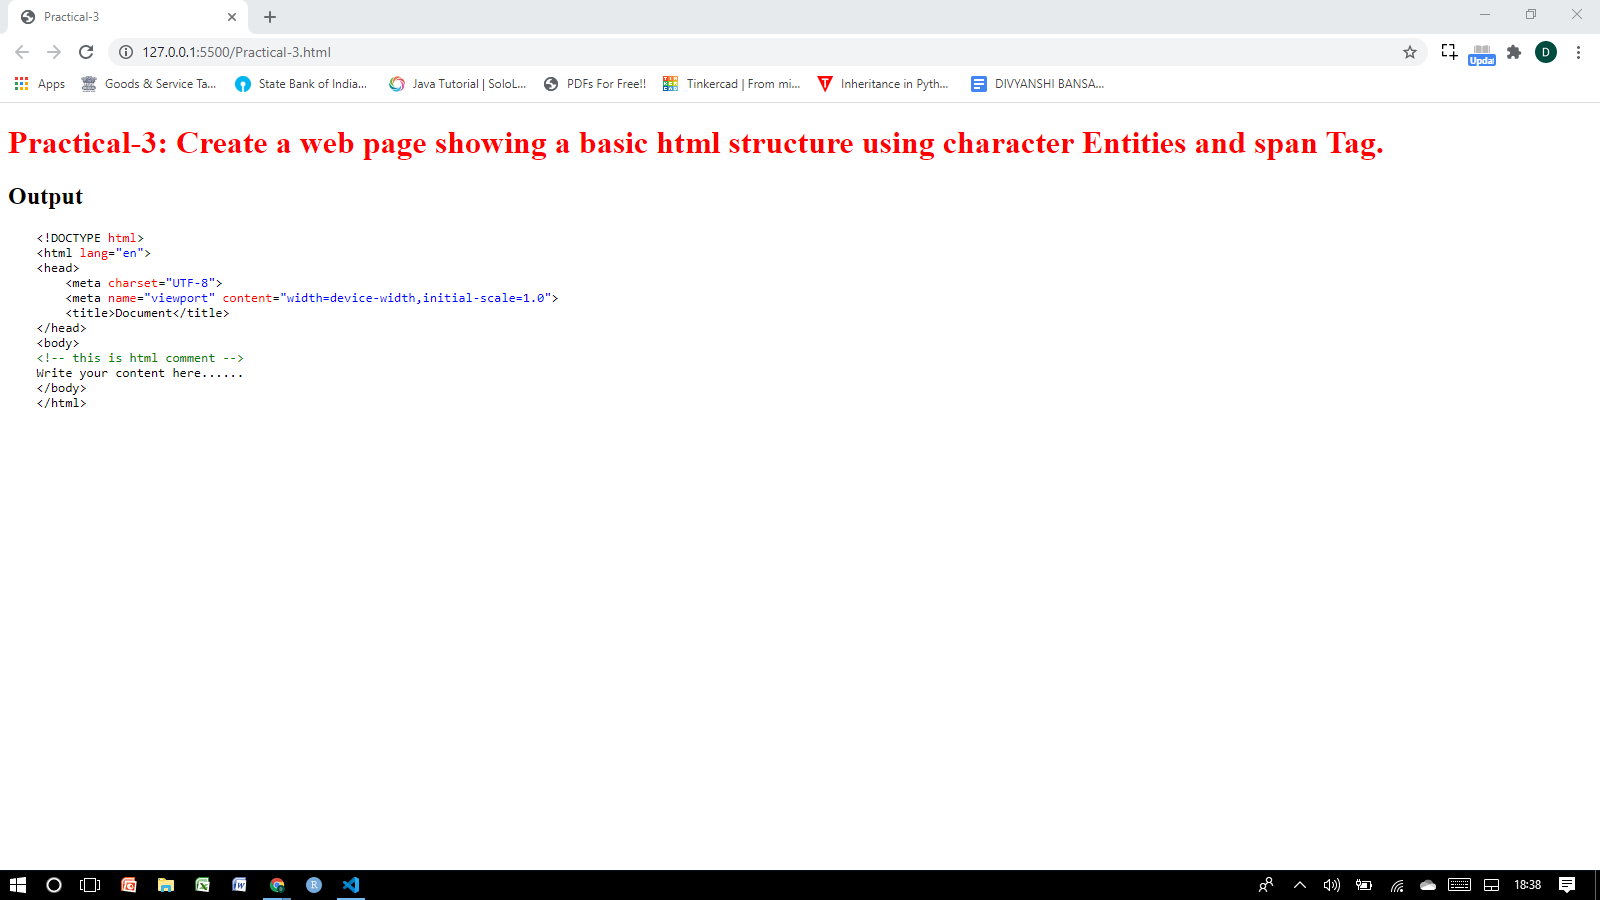 Practical-3
127.0.0.1:5500/Practical-3.html
D
Apps
Goods & Service Ta...
State Bank of India...
Java Tutorial | SoloL...
PDFs For Free!!
Tinkercad | From mi...
Inheritance in Pyth...
DIVYANSHI BANSA...
Practical-3: Create a web page showing a basic html structure using character Entities and span Tag.
Output
<!DOCTYPE html>
<html lang="en">
<head>
    <meta charset="UTF-8">
    <meta name="viewport" content="width=device-width,initial-scale=1.0">
    <title>Document</title>
</head>
<body>
<!-- this is html comment -->
Write your content here......
</body>
</html>
18:38